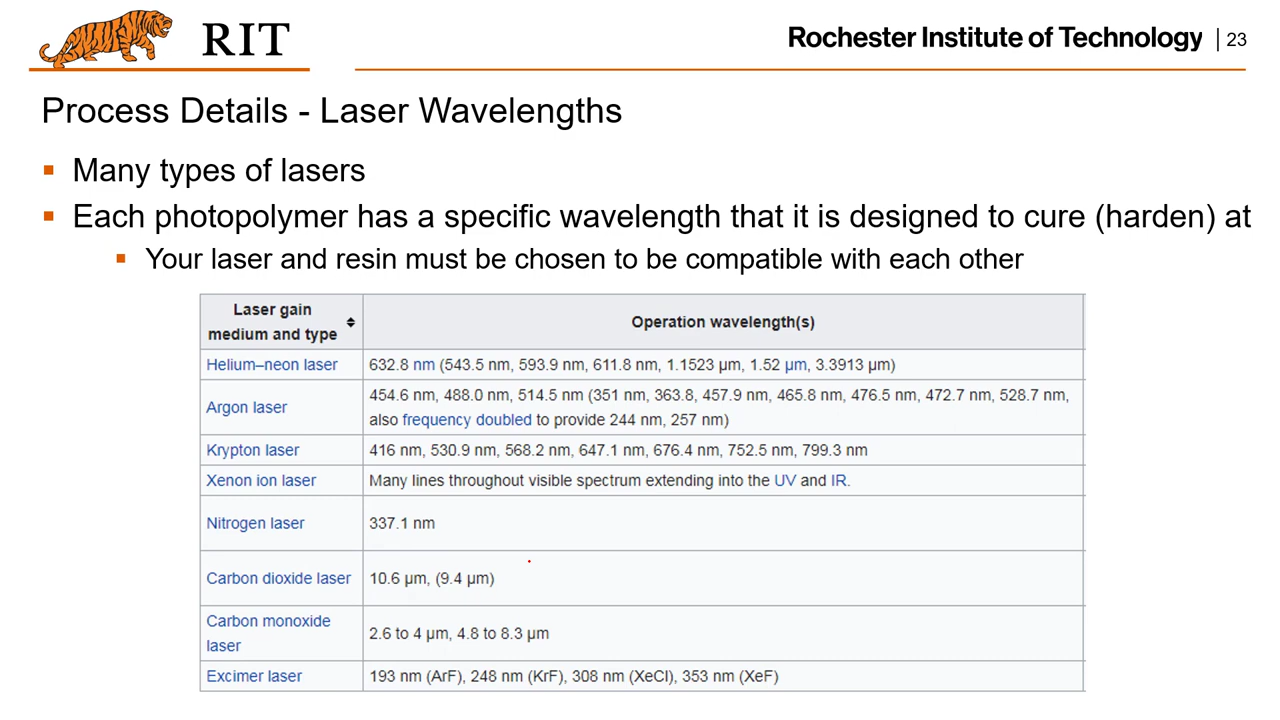 RIT
Rochester Institute of Technology | 23
Process Details - Laser Wavelengths
Many types of lasers
Each photopolymer has a specific wavelength that it is designed to cure (harden) at
Your laser and resin must be chosen to be compatible with each other
Laser gain
medium and type
Operation wavelength(s)
Helium–neon laser
632.8 nm (543.5 nm, 593.9 nm, 611.8 nm, 1.1523 μm, 1.52 μm, 3.3913 μm)
Argon laser
454.6 nm, 488.0 nm, 514.5 nm (351 nm, 363.8, 457.9 nm, 465.8 nm, 476.5 nm, 472.7 nm, 528.7 nm,
also frequency doubled to provide 244 nm, 257 nm)
Krypton laser
416 nm, 530.9 nm, 568.2 nm, 647.1 nm, 676.4 nm, 752.5 nm, 799.3 nm
Xenon ion laser
Many lines throughout visible spectrum extending into the UV and IR.
Nitrogen laser
337.1 nm
Carbon dioxide laser
10.6 μm, (9.4 μm)
Carbon monoxide
laser
2.6 to 4 μm, 4.8 to 8.3 μm
Excimer laser
193 nm (ArF), 248 nm (KrF), 308 nm (XeCl), 353 nm (XeF)